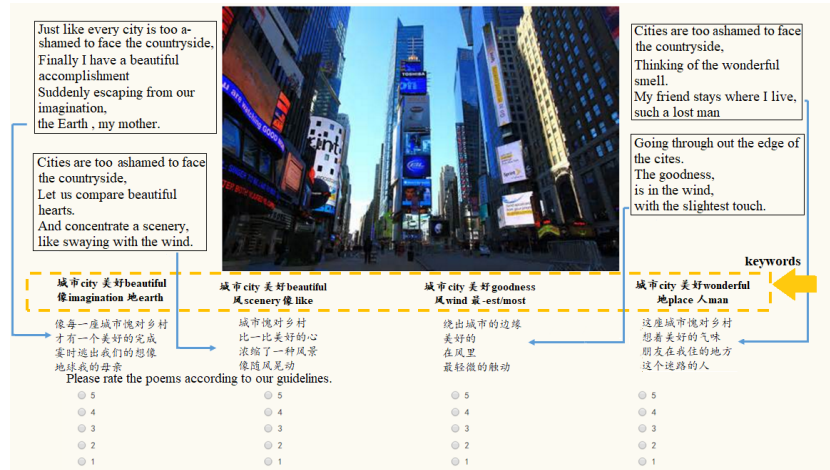 Just like every city is too a-
shamed to face the countryside,
Finally I have a beautiful
accomplishment
Suddenly escaping from our
imagination,
the Earth , my mother.
Cities are too ashamed to face
the countryside,
Let us compare beautiful
hearts.
And concentrate a scenery,
like swaying with the wind.
TOSHIBA
Sprint
Cities are too ashamed to face
the countryside,
Thinking of the wonderful
smell.
My friend stays where I live,
such a lost man
Going through out the edge of
the cites.
The goodness,
is in the wind,
with the slightest touch.
keywords
城市city 美好beautiful
像imagination 地earth
城市city 美好beautiful
风scenery像like
城市city 美好goodness
风wind 最-est/most
城市city 美好wonderful
地place 人man
像每一座城市愧对乡村
才有一个美好的完成
霎时逃出我们的想像
地球我的母亲
城市愧对乡村
比一比美好的心
浓缩了一种风景
像随风晃动
绕出城市的边缘
美好的
在风里
最轻微的触动
这座城市愧对乡村
想着美好的气味
朋友在我住的地方
这个迷路的人
Please rate the poems according to our guidelines.
5 5 5 5
4 4 4 4
3 3 3 3
2 2 2 2
1 1 1 1